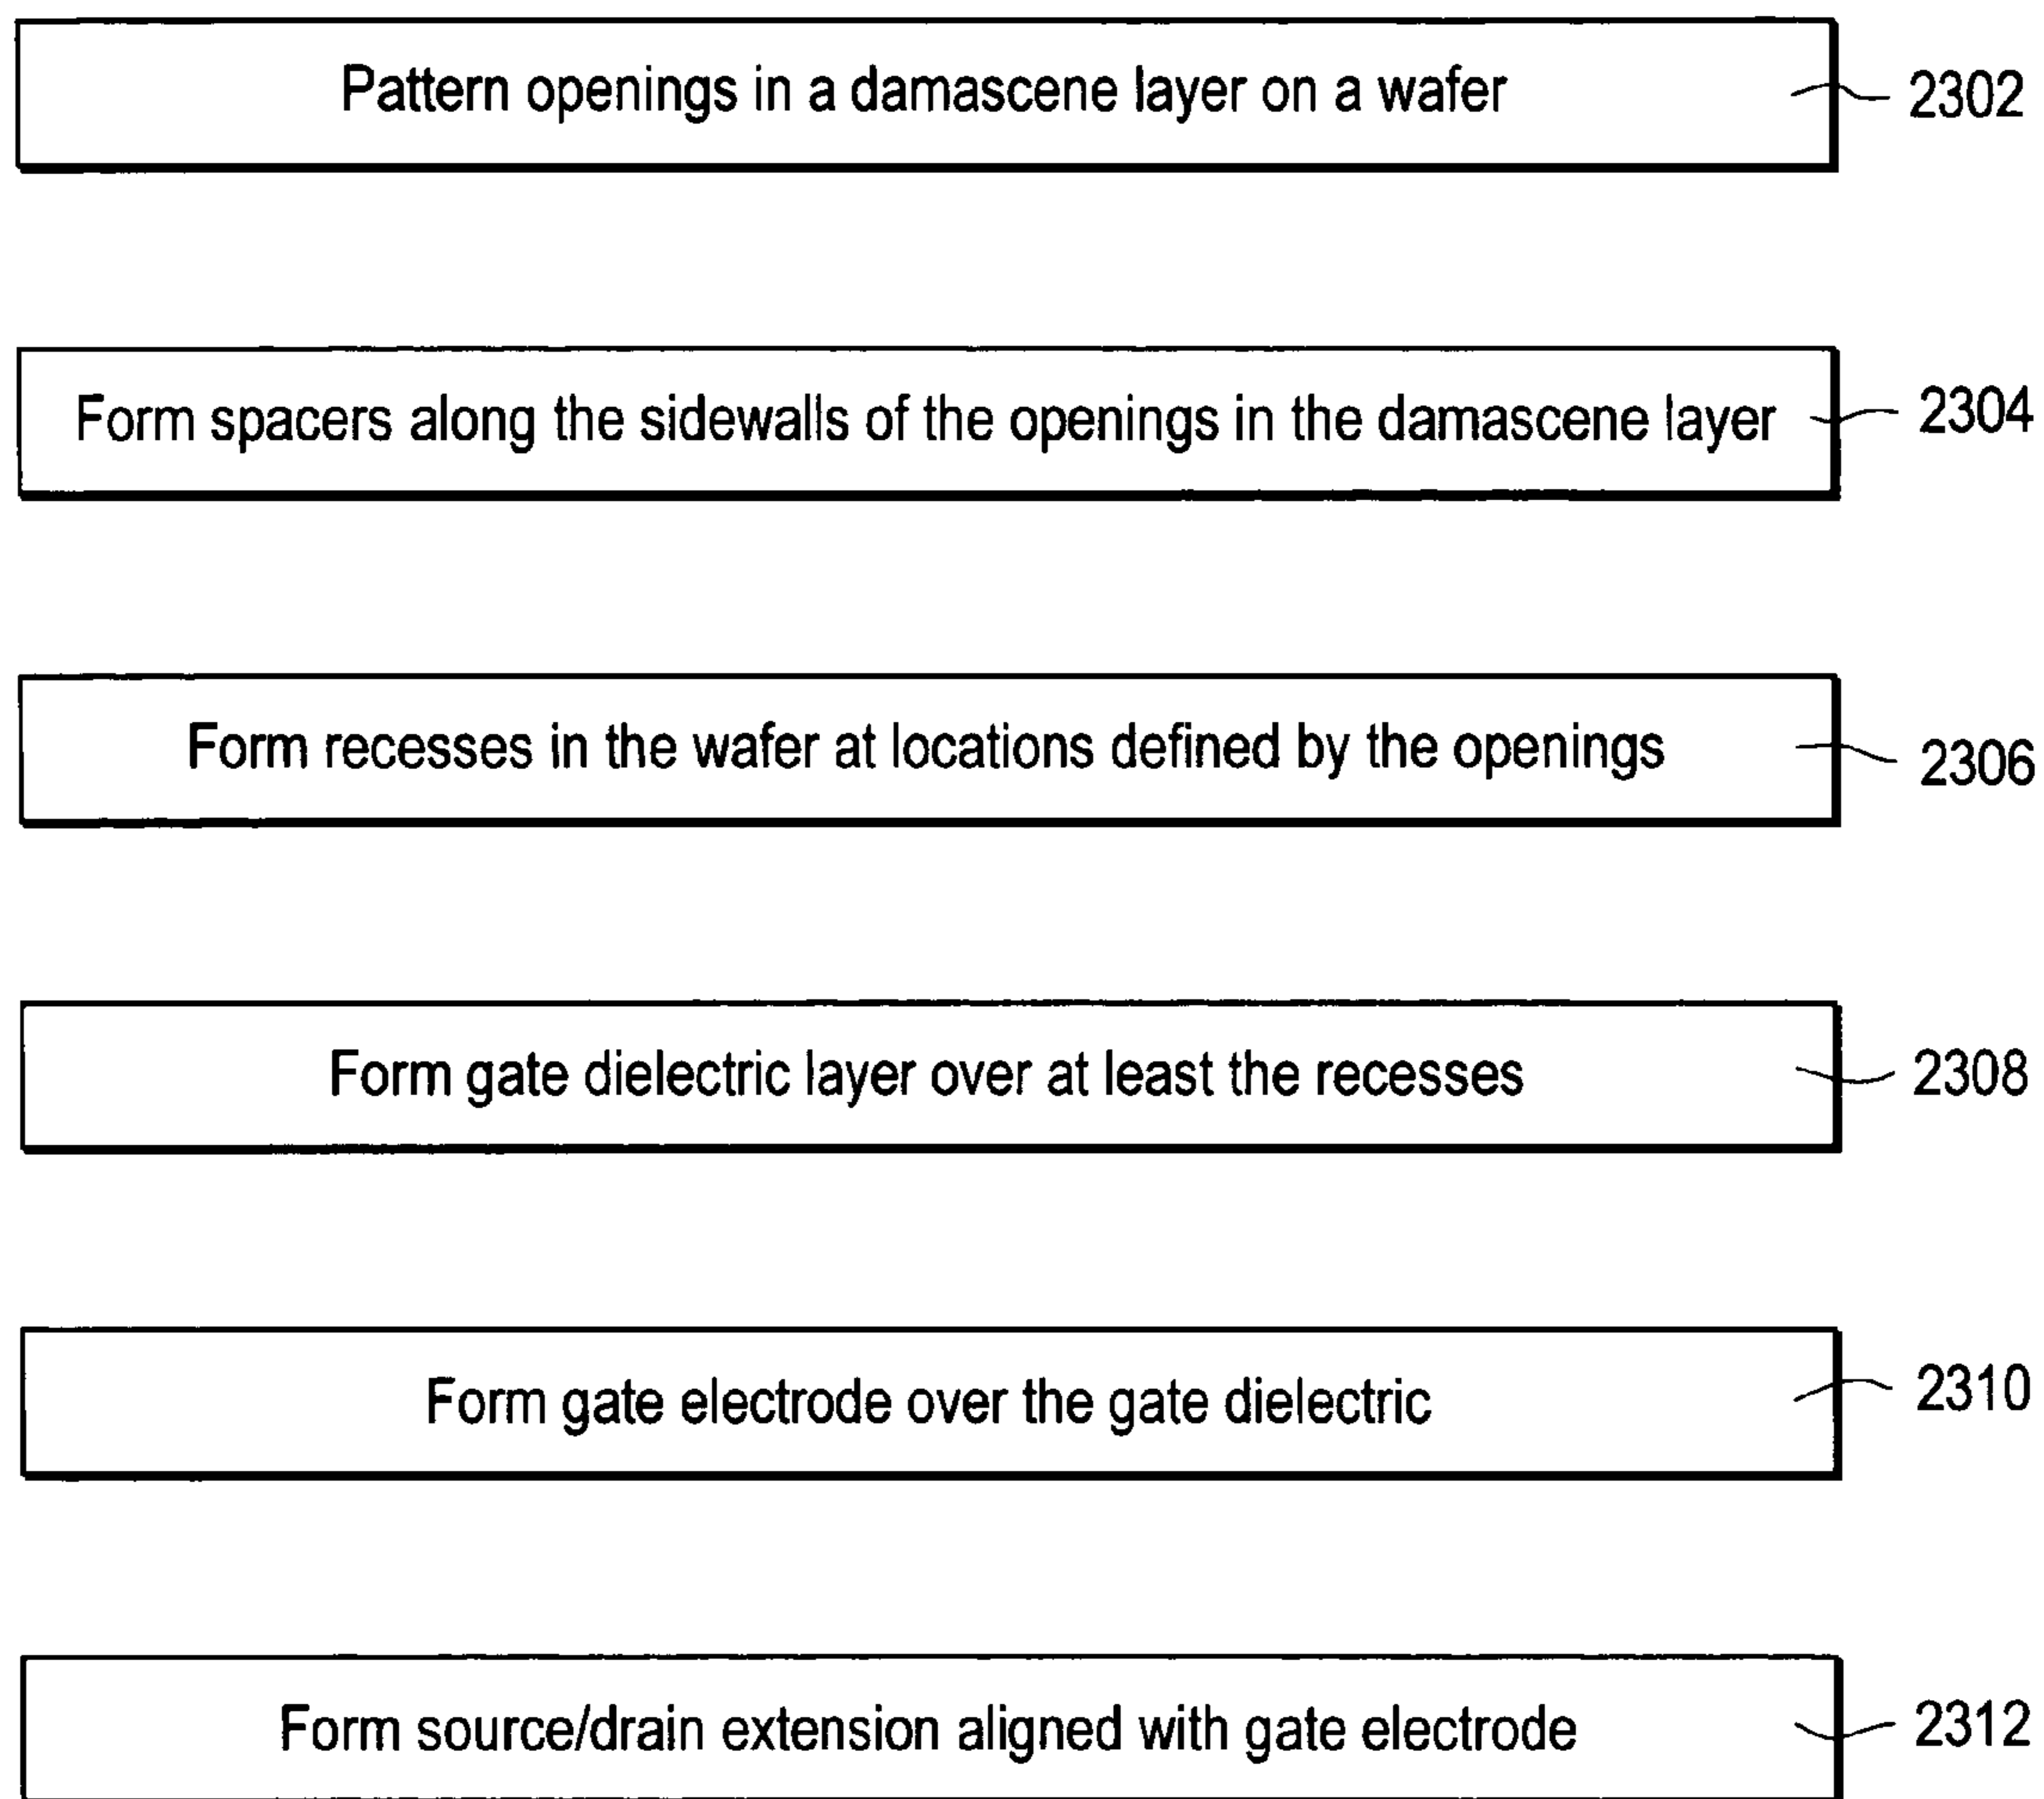 Pattern openings in a damascene layer on a wafer 2302
Form spacers along the sidewalls of the openings in the damascene layer 2304
Form recesses in the wafer at locations defined by the openings 2306
Form gate dielectric layer over at least the recesses 2308
Form gate electrode over the gate dielectric 2310
Form source/drain extension aligned with gate electrode 2312